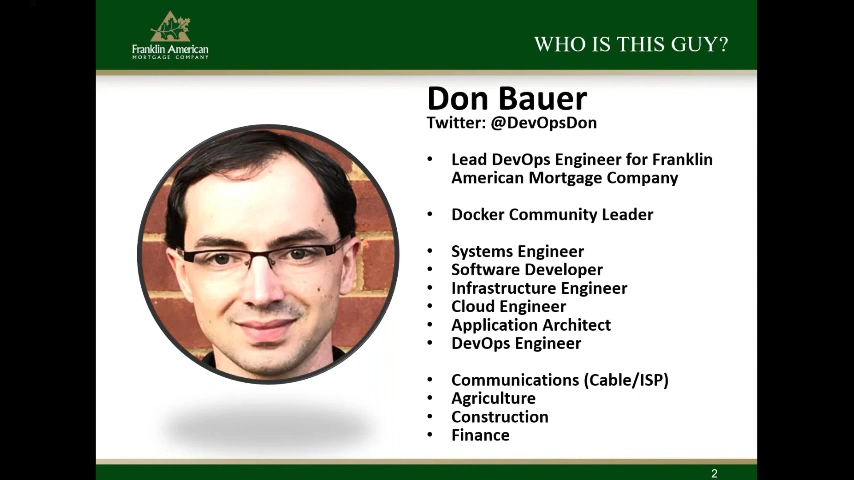 Franklin American
MORTGAGE COMPANY
WHO IS THIS GUY?
Don Bauer
Twitter: @DevOpsDon
• Lead DevOps Engineer for Franklin
American Mortgage Company
• Docker Community Leader
• Systems Engineer
• Software Developer
• Infrastructure Engineer
• Cloud Engineer
• Application Architect
• DevOps Engineer
• Communications (Cable/ISP)
• Agriculture
• Construction
• Finance
2